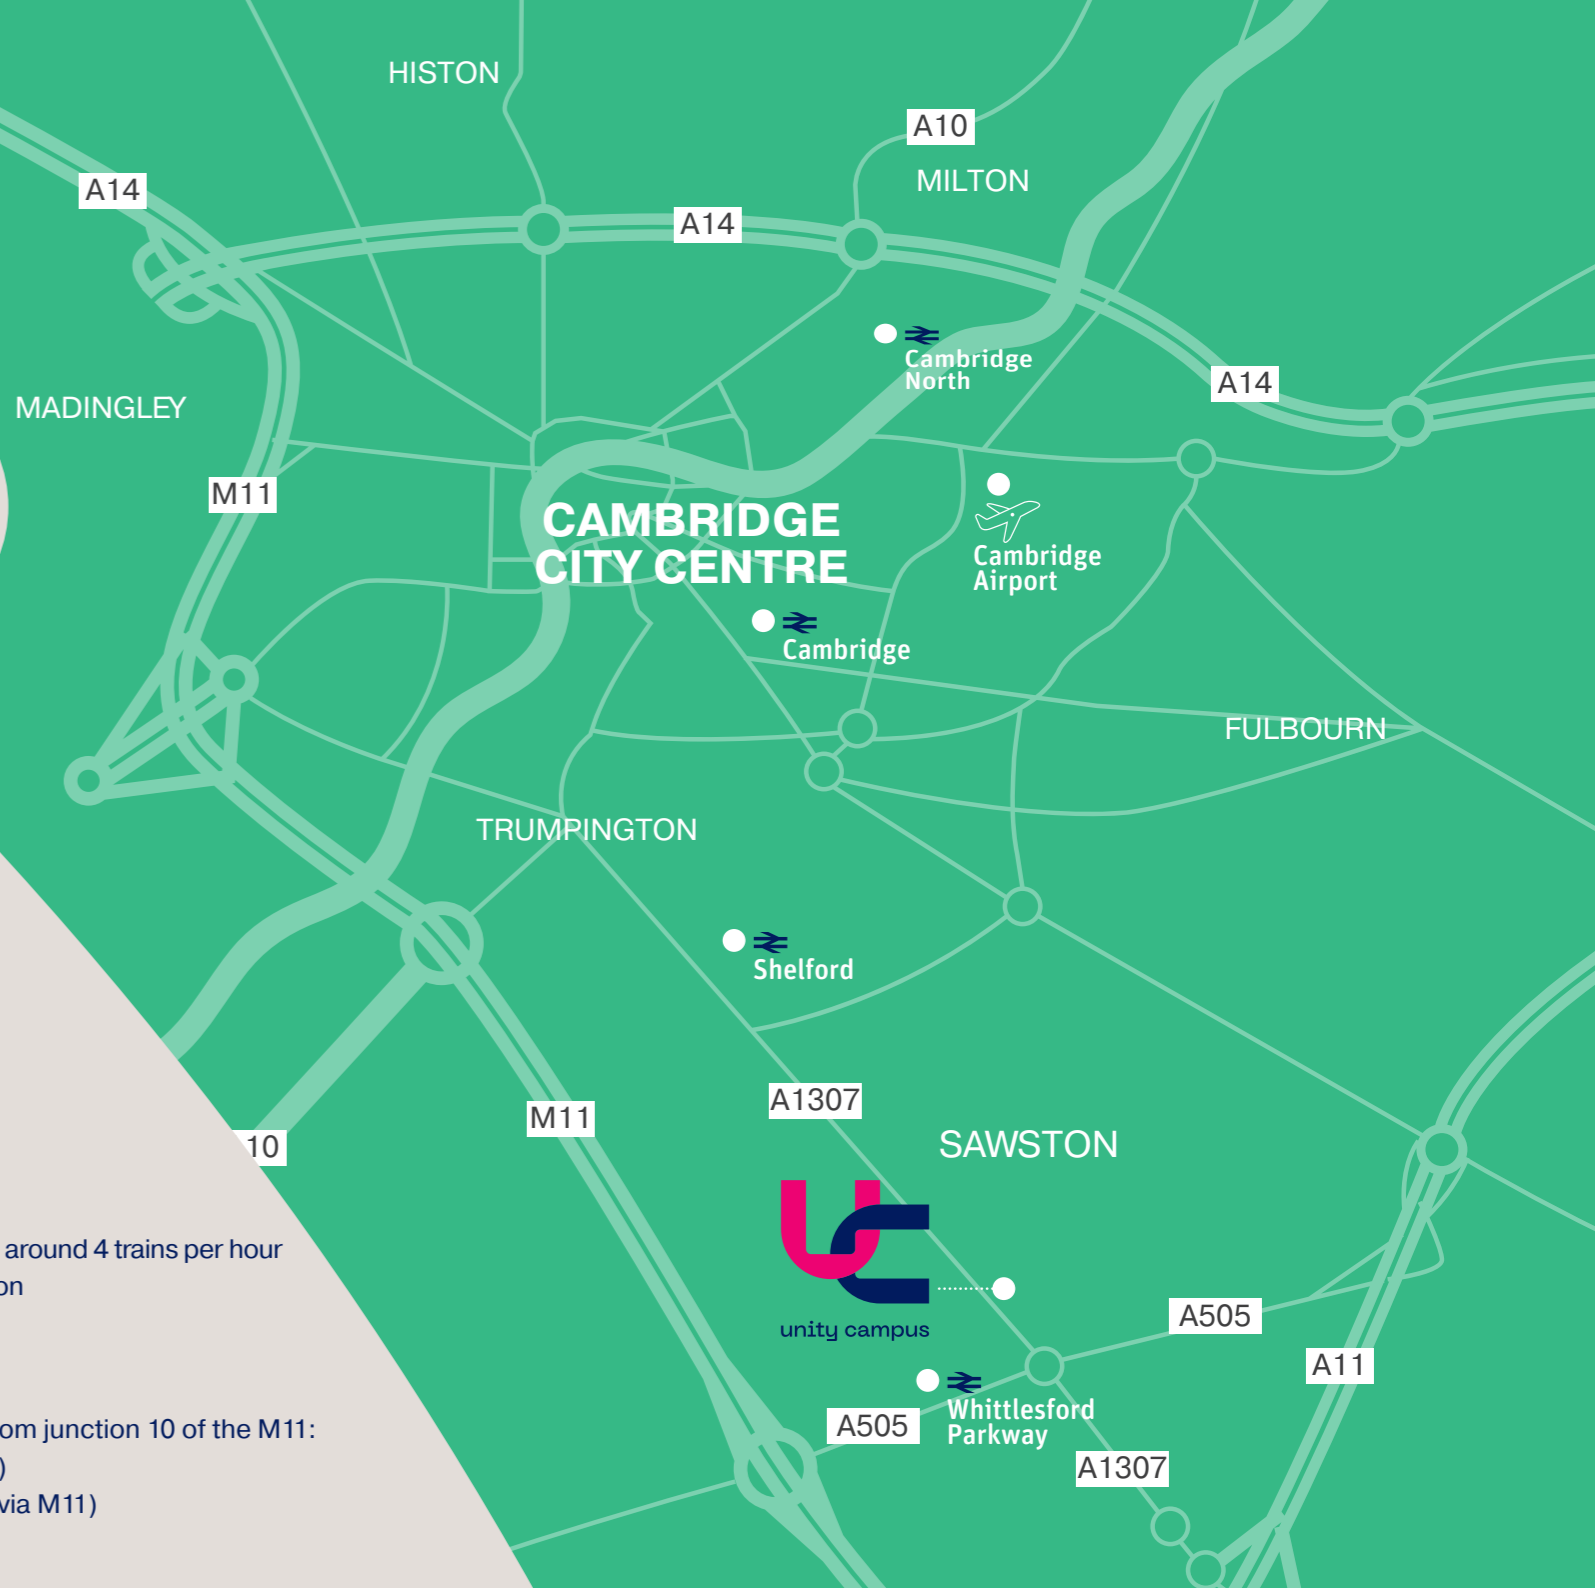 HISTON
A10
MILTON
A14
A14
Cambridge
North
A14
MADINGLEY
M11
CAMBRIDGE
CITY CENTRE
Cambridge
Airport
Cambridge
FULBOURN
TRUMPINGTON
Shelford
A1307
M11
SAWSTON
10
UC
around 4 trains per hour
on
unity campus
A505
A11
Whittlesford
Parkway
A505
om junction 10 of the M11:
)
A1307
via M11)